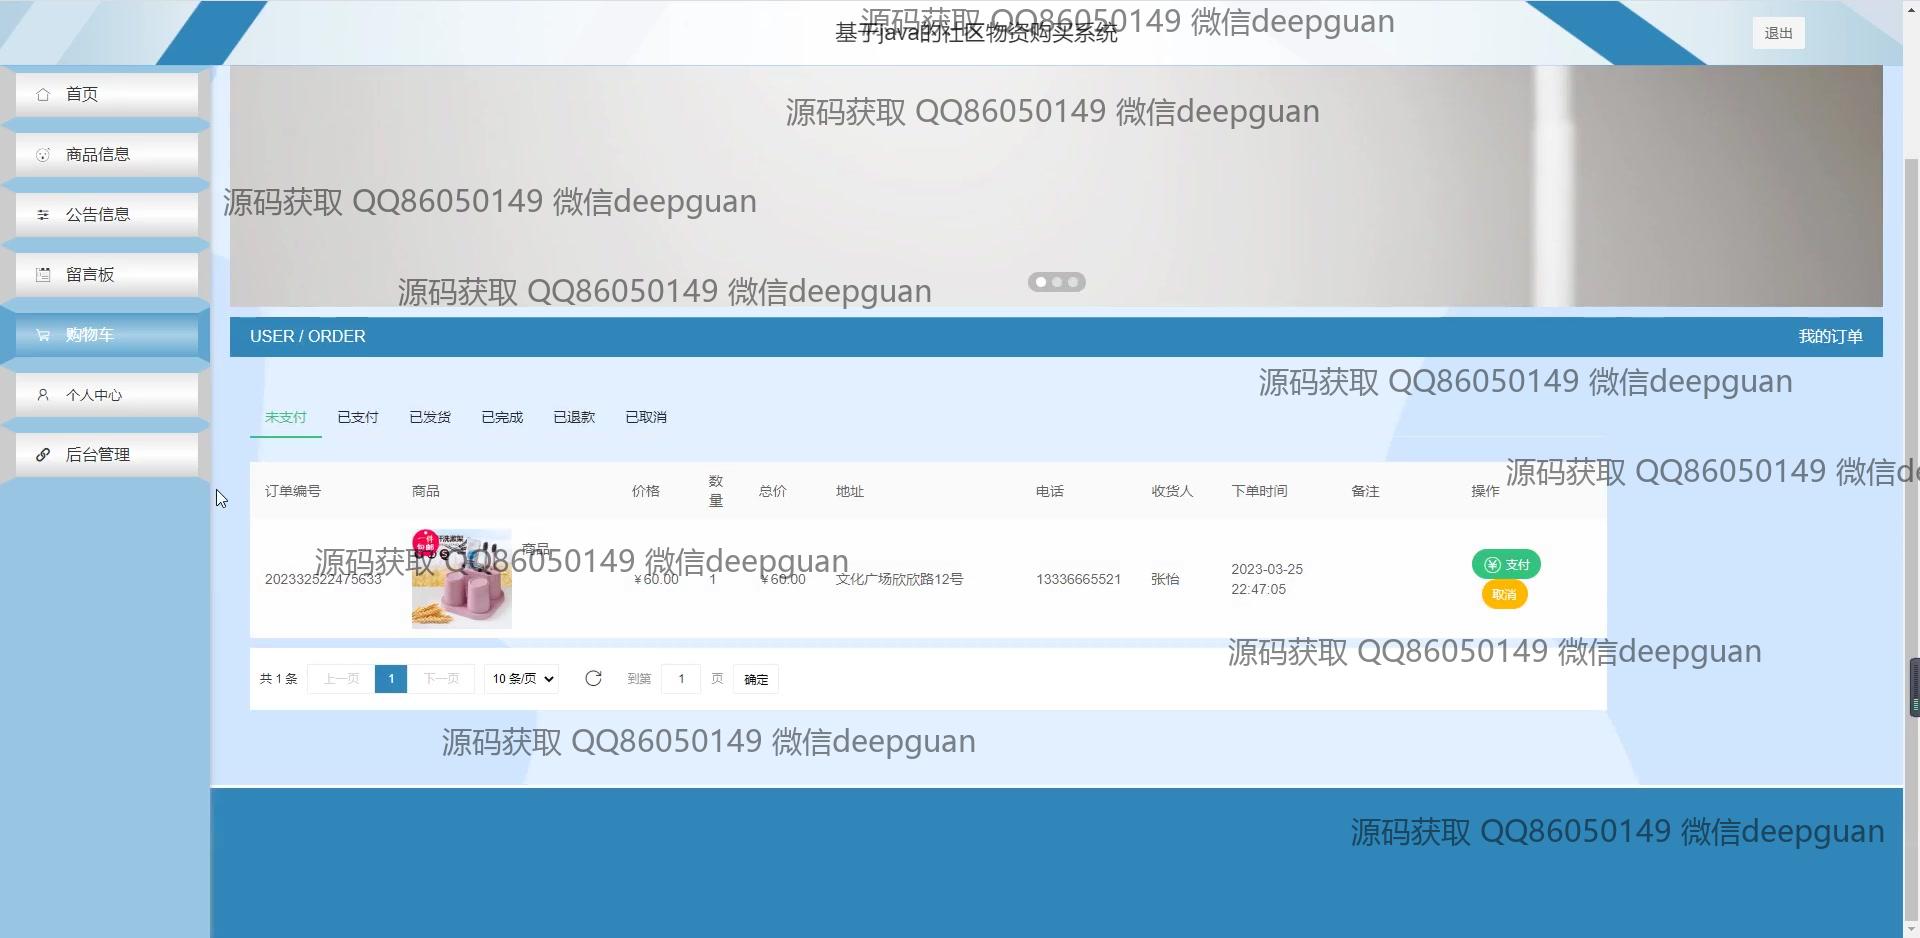 源码获取 QQ86050149 微信deepguan
基于java的社区物资购买系统
退出
首页
源码获取 QQ86050149 微信deepguan
商品信息
源码获取 QQ86050149 微信deepguan
公告信息
留言板
源码获取 QQ86050149 微信deepguan
购物车
USER / ORDER
我的订单
源码获取 QQ86050149 微信deepguan
个人中心
未支付 已支付 已发货 已完成 已退款 已取消
后台管理
源码获取 QQ86050149 微信de
订单编号 商品 价格 数量 总价 地址 电话 收货人 下单时间 备注 操作
一件
包邮
商品
源码获取 QQ86050149 微信deepguan
202332522475633 ￥60.00 1 ￥60.00 文化广场欣欣路12号 13336665521 张怡 2023-03-25 22:47:05
支付
取消
源码获取 QQ86050149 微信deepguan
共 1 条 上一页 1 下一页 10 条/页 到第 1 页 确定
源码获取 QQ86050149 微信deepguan
源码获取 QQ86050149 微信deepguan